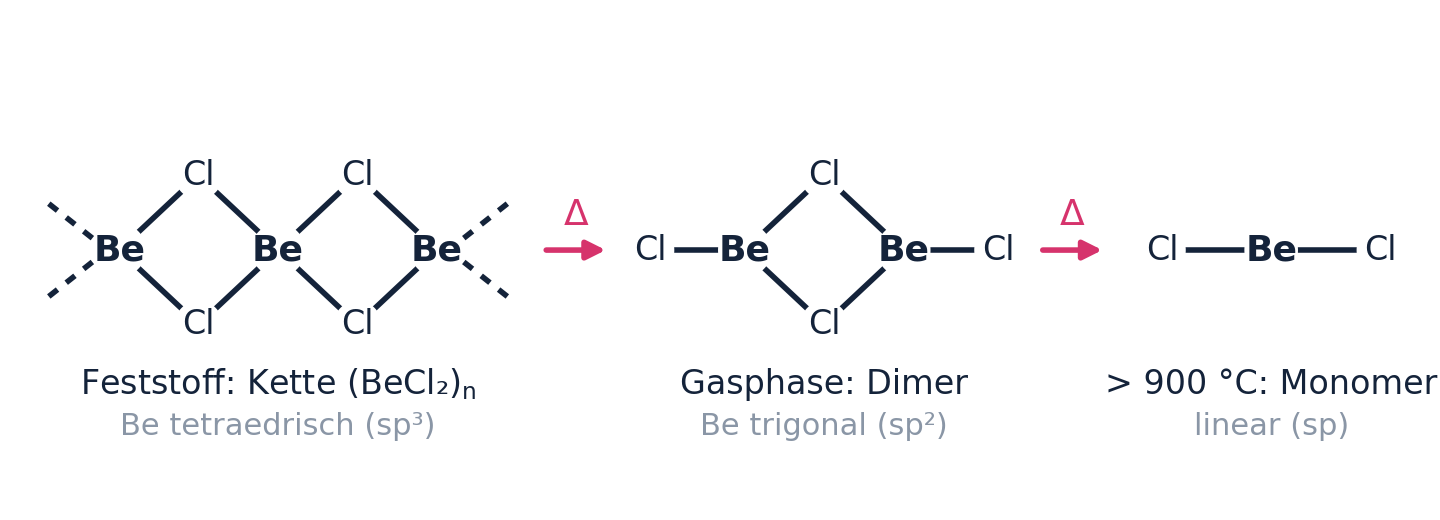 Cl Cl Cl
Δ Δ
Be Be Be Cl Be Be Cl Cl Be Cl
Cl Cl Cl
Feststoff: Kette (BeCl₂)ₙ Gasphase: Dimer > 900 °C: Monomer
Be tetraedrisch (sp³) Be trigonal (sp²) linear (sp)